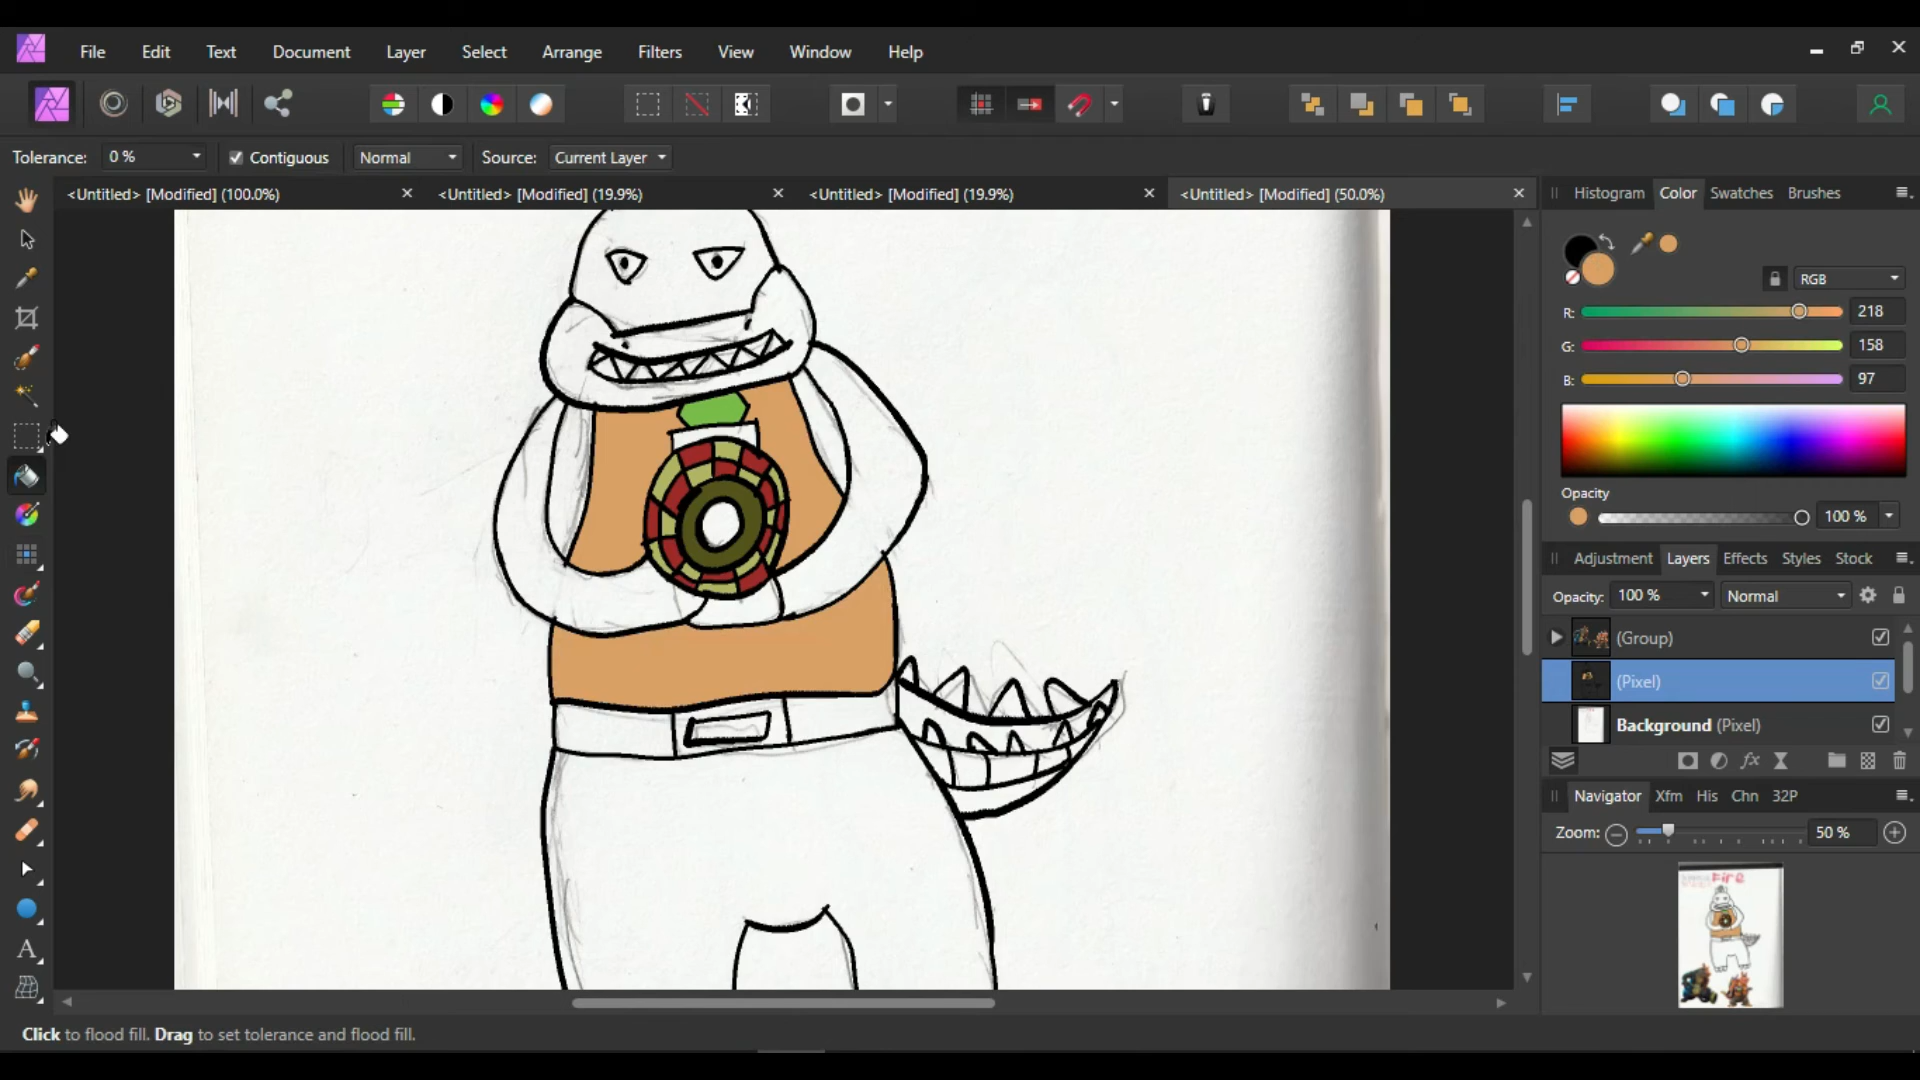 File Edit Text Document Layer Select Arrange Filters View Window Help
Tolerance: 0 % Contiguous Normal Source: Current Layer
<Untitled> [Modified] (100.0%) <Untitled> [Modified] (19.9%) <Untitled> [Modified] (19.9%) <Untitled> [Modified] (50.0%)
Histogram Color Swatches Brushes
RGB
R: 218
G: 158
B: 97
Opacity
100 %
Adjustment Layers Effects Styles Stock
Opacity: 100 % Normal
(Group)
(Pixel)
Background (Pixel)
fx
Navigator Xfm His Chn 32P
Zoom: 50 %
Fire
A
Click to flood fill. Drag to set tolerance and flood fill.